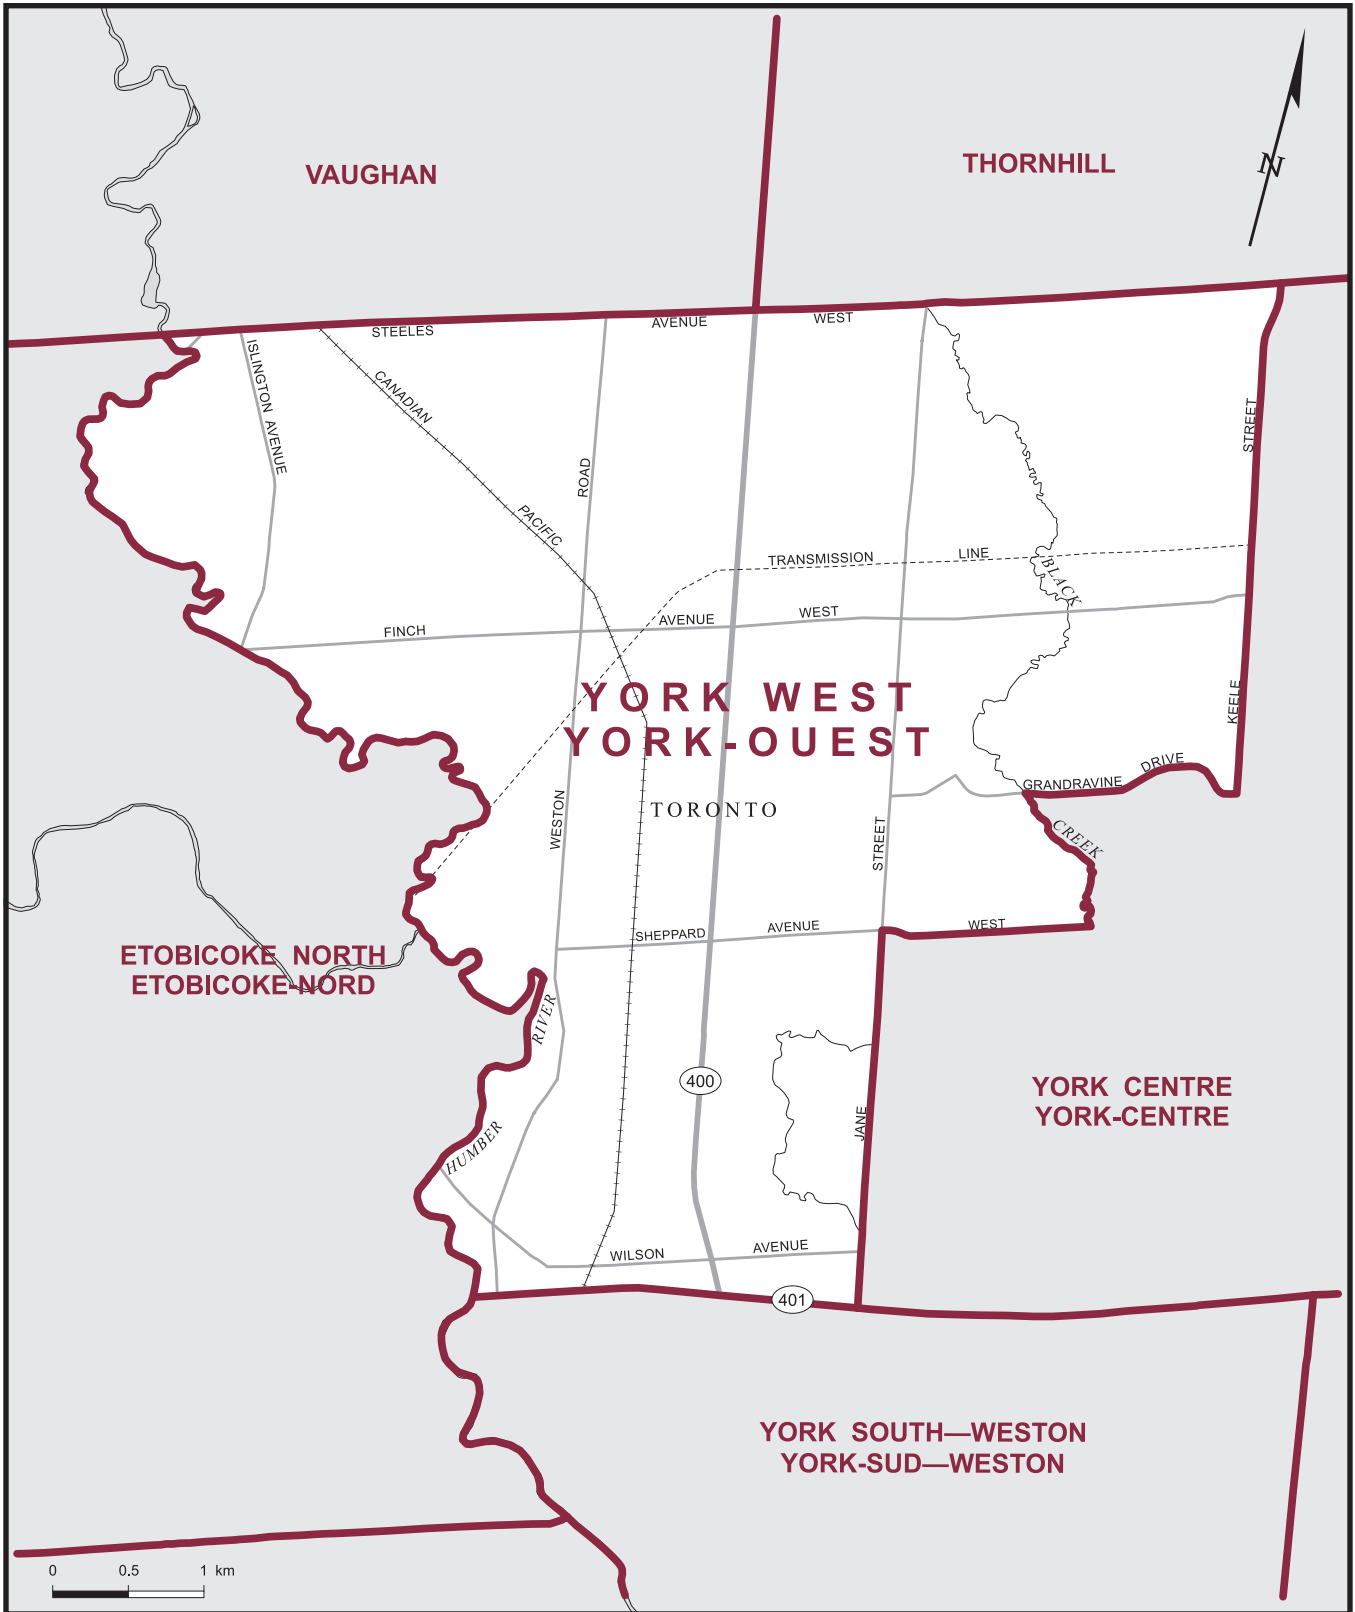 VAUGHAN
THORNHILL
N
STEELES AVENUE WEST
ISLINGTON AVENUE
CANADIAN PACIFIC
ROAD
STREET
TRANSMISSION LINE
BLACK
FINCH AVENUE WEST
YORK WEST
YORK-OUEST
KEELE
DRIVE
GRANDRAVINE
TORONTO
WESTON
STREET
CREEK
SHEPPARD AVENUE WEST
ETOBICOKE NORTH
ETOBICOKE-NORD
RIVER
400
YORK CENTRE
YORK-CENTRE
JANE
HUMBER
WILSON AVENUE
401
YORK SOUTH—WESTON
YORK-SUD—WESTON
0 0.5 1 km